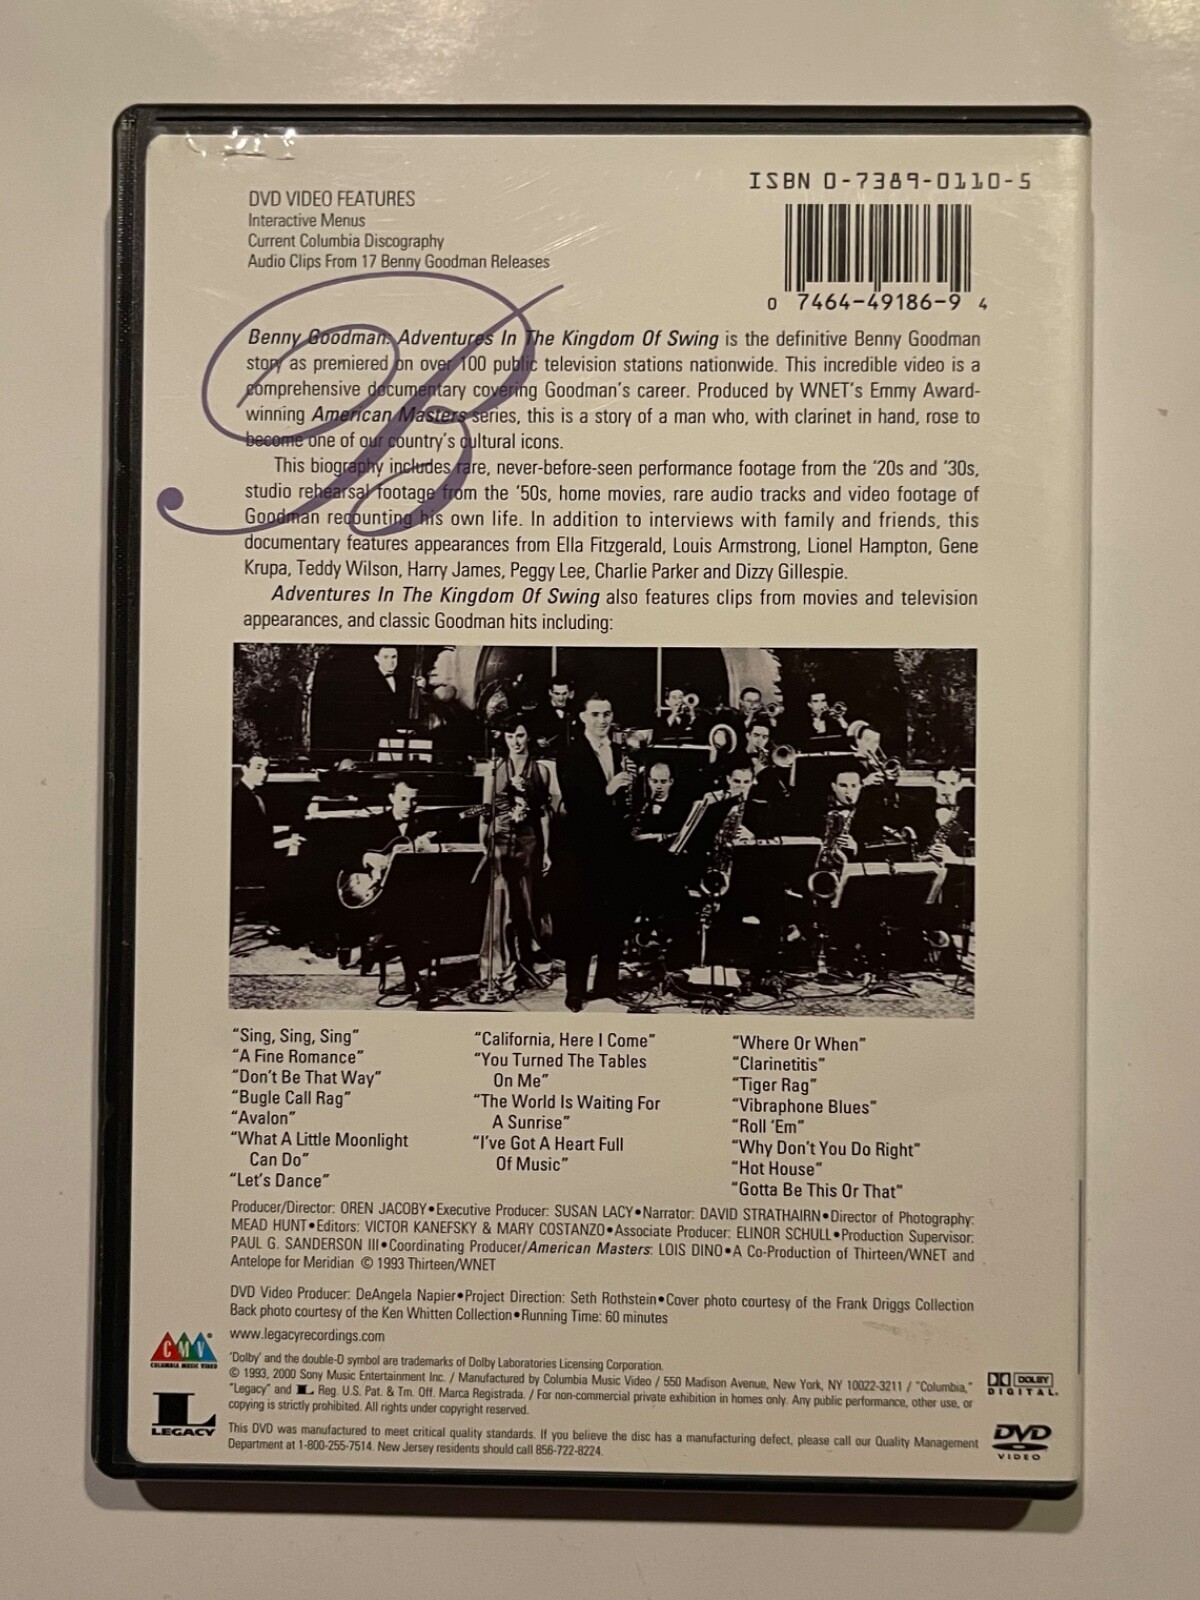 DVD VIDEO FEATURES
Interactive Menus
Current Columbia Discography
Audio Clips From 17 Benny Goodman Releases
ISBN 0-7389-0110-5
0 7464-49186-9 4
B
Benny Goodman: Adventures In The Kingdom Of Swing is the definitive Benny Goodman
story as premiered on over 100 public television stations nationwide. This incredible video is a
comprehensive documentary covering Goodman's career. Produced by WNET's Emmy Award-
winning American Masters series, this is a story of a man who, with clarinet in hand, rose to
become one of our country's cultural icons.
This biography includes rare, never-before-seen performance footage from the '20s and '30s,
studio rehearsal footage from the '50s, home movies, rare audio tracks and video footage of
Goodman recounting his own life. In addition to interviews with family and friends, this
documentary features appearances from Ella Fitzgerald, Louis Armstrong, Lionel Hampton, Gene
Krupa, Teddy Wilson, Harry James, Peggy Lee, Charlie Parker and Dizzy Gillespie.
Adventures In The Kingdom Of Swing also features clips from movies and television
appearances, and classic Goodman hits including:
"Sing, Sing, Sing"
"A Fine Romance"
"Don't Be That Way"
"Bugle Call Rag"
"Avalon"
"What A Little Moonlight
Can Do"
"Let's Dance"
"California, Here I Come"
"You Turned The Tables
On Me"
"The World Is Waiting For
A Sunrise"
"I've Got A Heart Full
Of Music"
"Where Or When"
"Clarinetitis"
"Tiger Rag"
"Vibraphone Blues"
"Roll 'Em"
"Why Don't You Do Right"
"Hot House"
"Gotta Be This Or That"
Producer/Director: OREN JACOBY•Executive Producer: SUSAN LACY•Narrator: DAVID STRATHAIRN•Director of Photography:
MEAD HUNT•Editors: VICTOR KANEFSKY & MARY COSTANZO•Associate Producer: ELINOR SCHULL•Production Supervisor:
PAUL G. SANDERSON III•Coordinating Producer/American Masters: LOIS DINO•A Co-Production of Thirteen/WNET and
Antelope for Meridian © 1993 Thirteen/WNET
DVD Video Producer: DeAngela Napier•Project Direction: Seth Rothstein•Cover photo courtesy of the Frank Driggs Collection
Back photo courtesy of the Ken Whitten Collection•Running Time: 60 minutes
www.legacyrecordings.com
CMV®
COLUMBIA MUSIC VIDEO
L
LEGACY
'Dolby' and the double-D symbol are trademarks of Dolby Laboratories Licensing Corporation.
© 1993, 2000 Sony Music Entertainment Inc. / Manufactured by Columbia Music Video / 550 Madison Avenue, New York, NY 10022-3211 / "Columbia,"
"Legacy" and L Reg. U.S. Pat. & Tm. Off. Marca Registrada. / For non-commercial private exhibition in homes only. Any public performance, other use, or
copying is strictly prohibited. All rights under copyright reserved.
This DVD was manufactured to meet critical quality standards. If you believe the disc has a manufacturing defect, please call our Quality Management
Department at 1-800-255-7514. New Jersey residents should call 856-722-8224.
DOLBY
DIGITAL
DVD
VIDEO